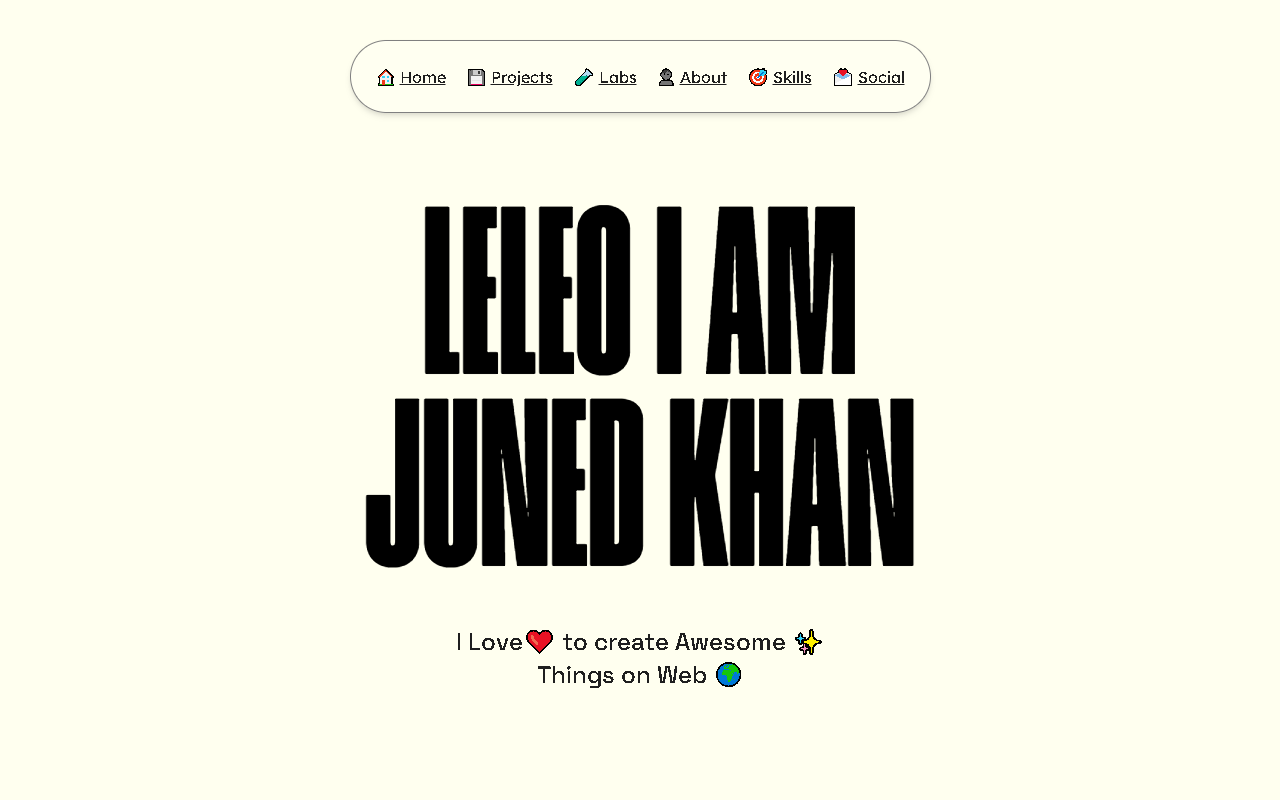 Home Projects Labs About Skills Social
LELEO I AM
JUNED KHAN
I Love❤️ to create Awesome ✨
Things on Web 🌍